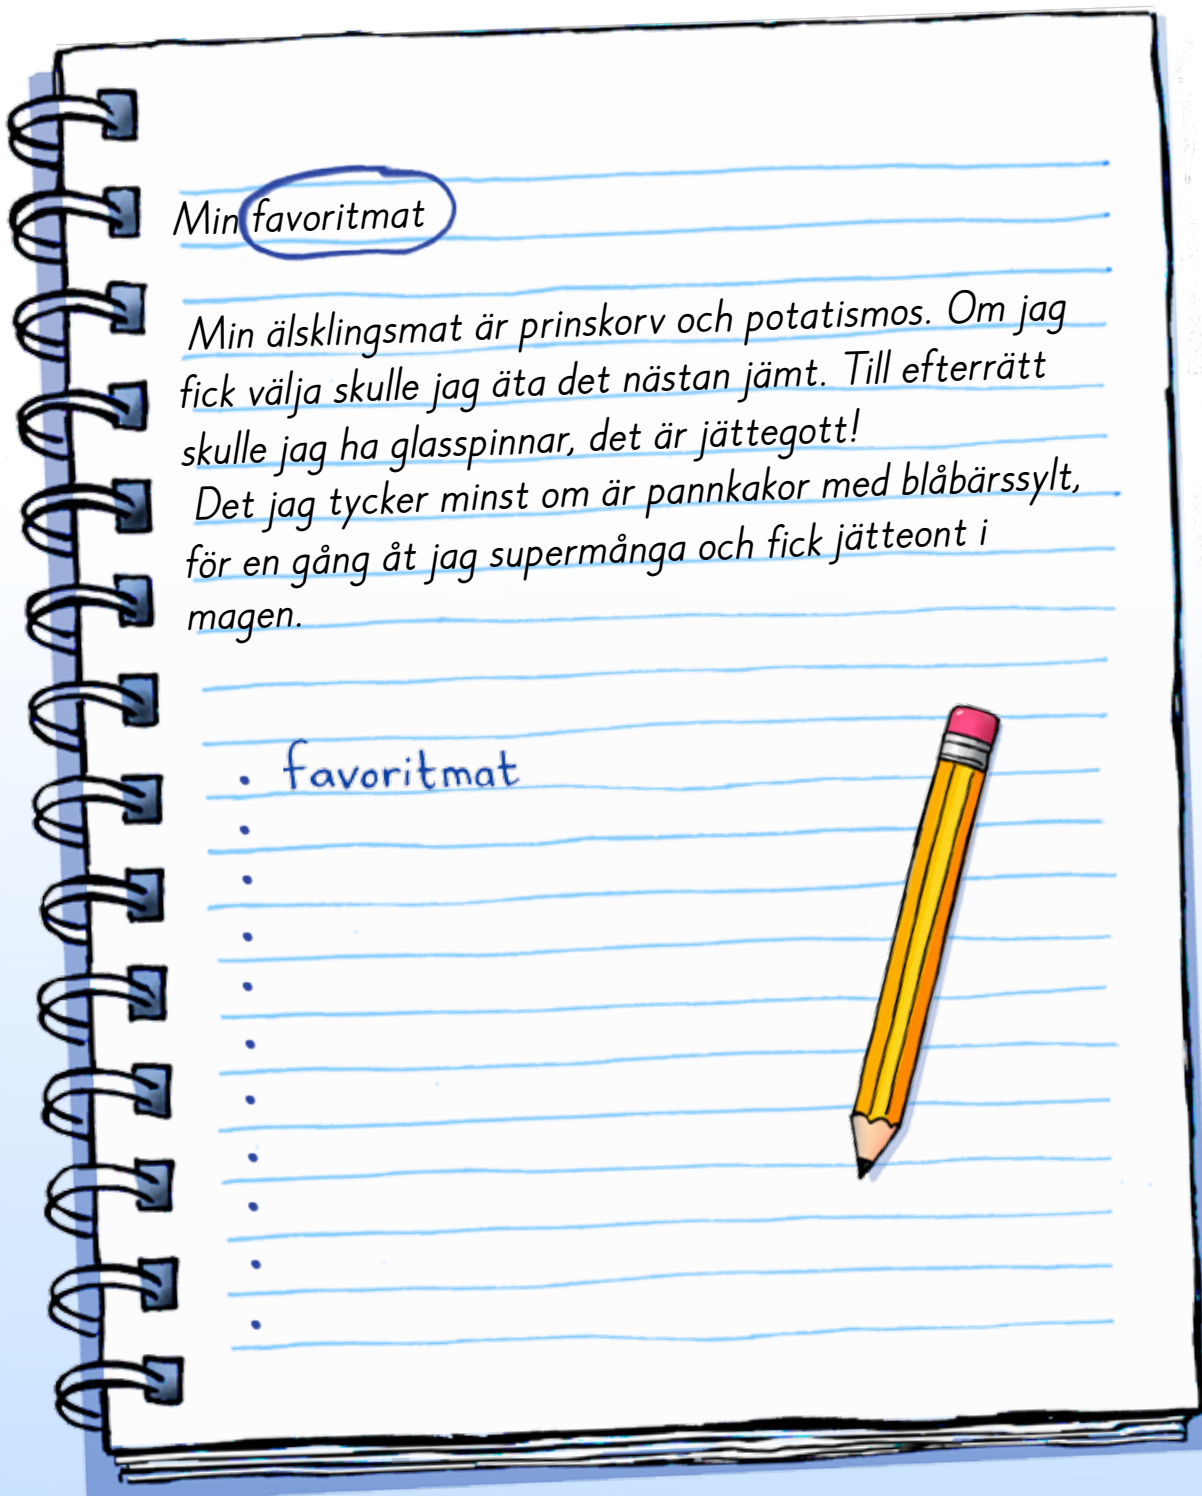 Min favoritmat
Min älsklingsmat är prinskorv och potatismos. Om jag
fick välja skulle jag äta det nästan jämt. Till efterrätt
skulle jag ha glasspinnar, det är jättegott!
Det jag tycker minst om är pannkakor med blåbärssylt,
för en gång åt jag supermånga och fick jätteont i
magen.
• favoritmat
•
•
•
•
•
•
•
•
•
•